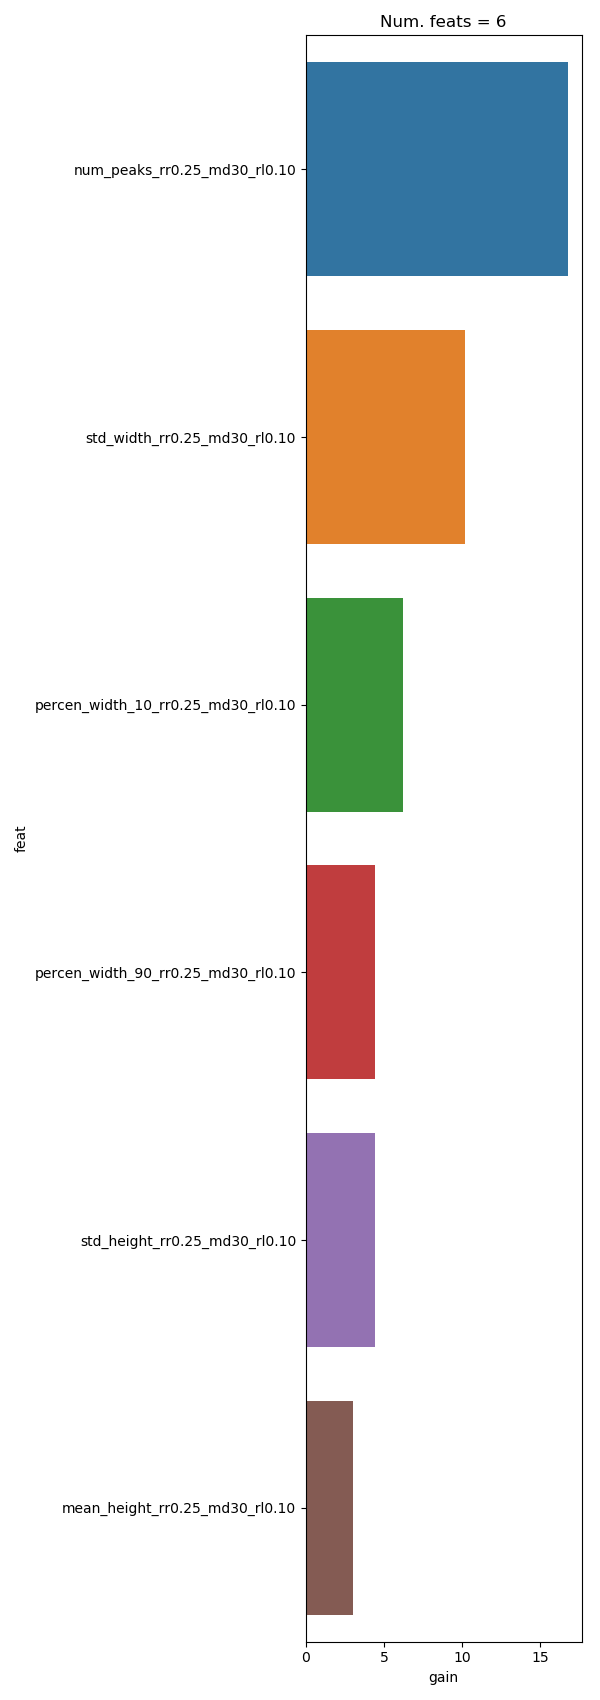 Num. feats = 6
num_peaks_rr0.25_md30_rl0.10
std_width_rr0.25_md30_rl0.10
percen_width_10_rr0.25_md30_rl0.10
feat
percen_width_90_rr0.25_md30_rl0.10
std_height_rr0.25_md30_rl0.10
mean_height_rr0.25_md30_rl0.10
0 5 10 15
gain